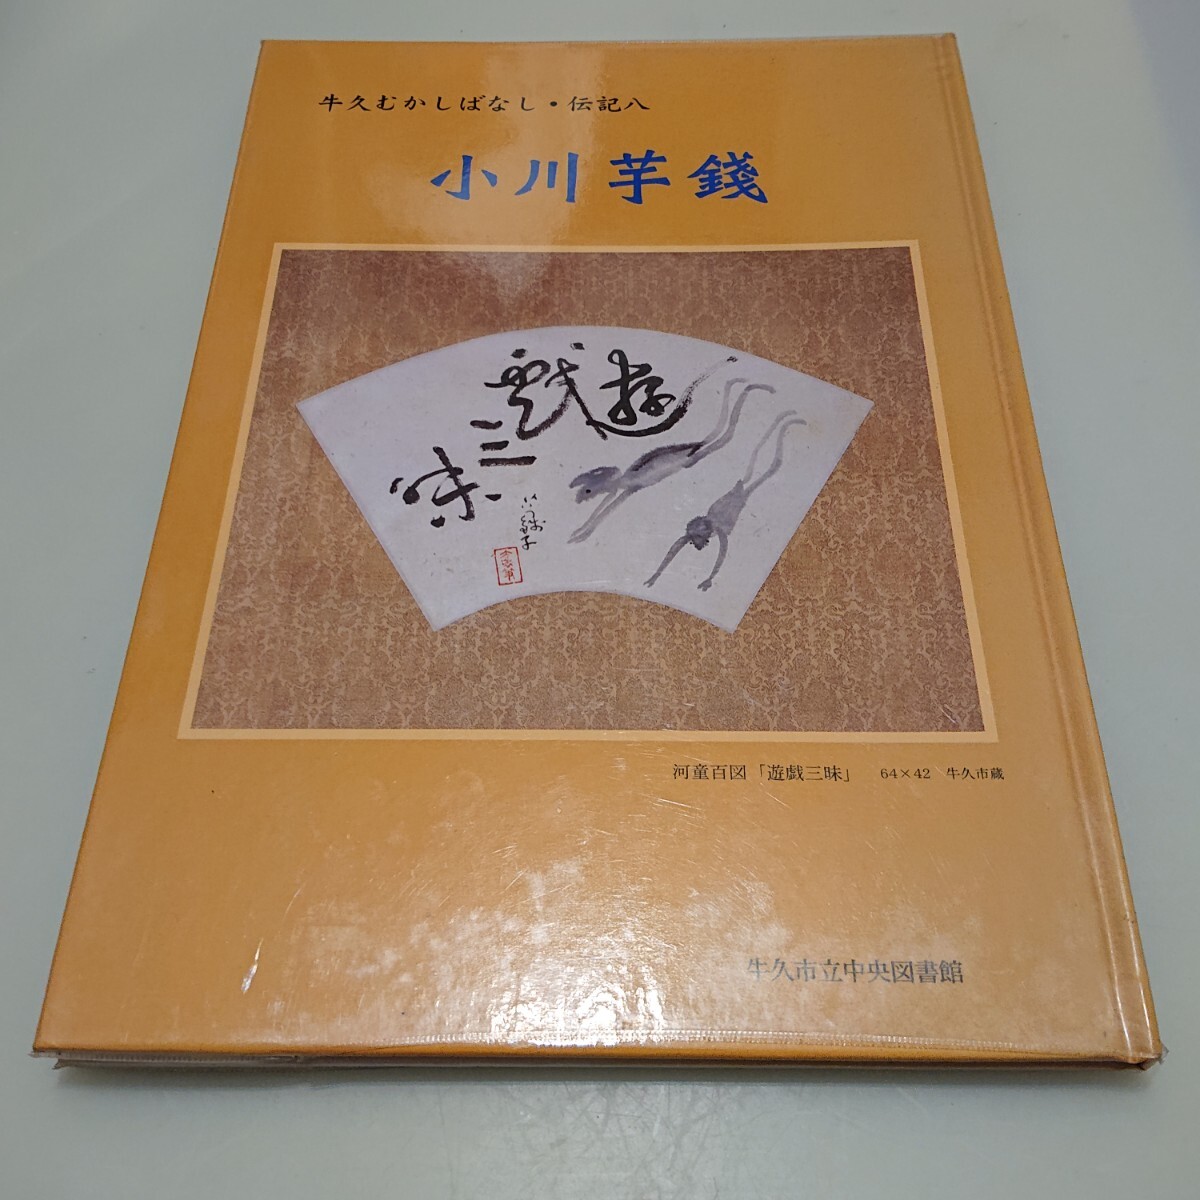 牛久むかしばなし・伝記八
小川芋錢
遊戯三味
河童百図「遊戯三昧」 64×42 牛久市蔵
牛久市立中央図書館